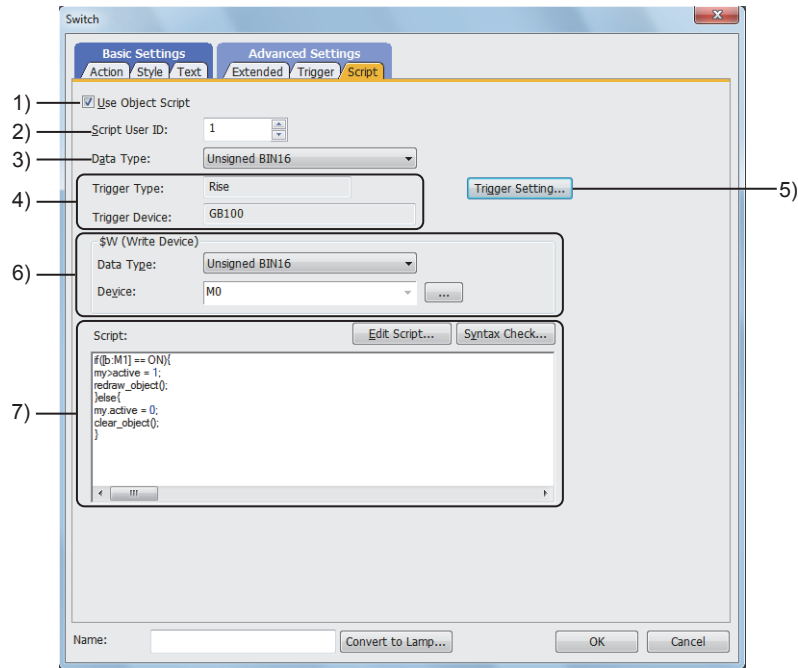 Switch
Basic Settings Advanced Settings
Action Style Text Extended Trigger Script
1) Use Object Script
2) Script User ID: 1
3) Data Type: Unsigned BIN16
4) Trigger Type: Rise Trigger Setting... 5)
Trigger Device: GB100
$W (Write Device)
6) Data Type: Unsigned BIN16
Device: M0 ...
Script: Edit Script... Syntax Check...
7)
if([b:M1] == ON){
my>active = 1;
redraw_object();
}else{
my.active = 0;
clear_object();
}
Name: Convert to Lamp... OK Cancel